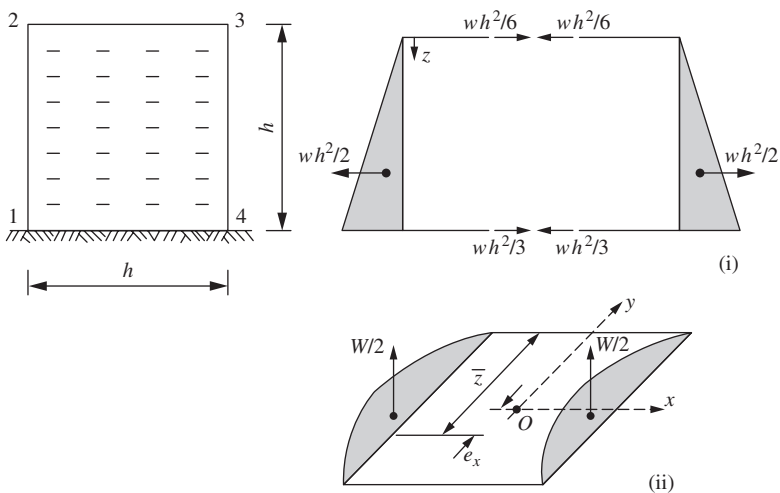 2
3
h
1
4
h
wh²/6
wh²/6
z
wh²/2
wh²/2
wh²/3
wh²/3
(i)
y
W/2
z̅
W/2
x
O
eₓ
(ii)